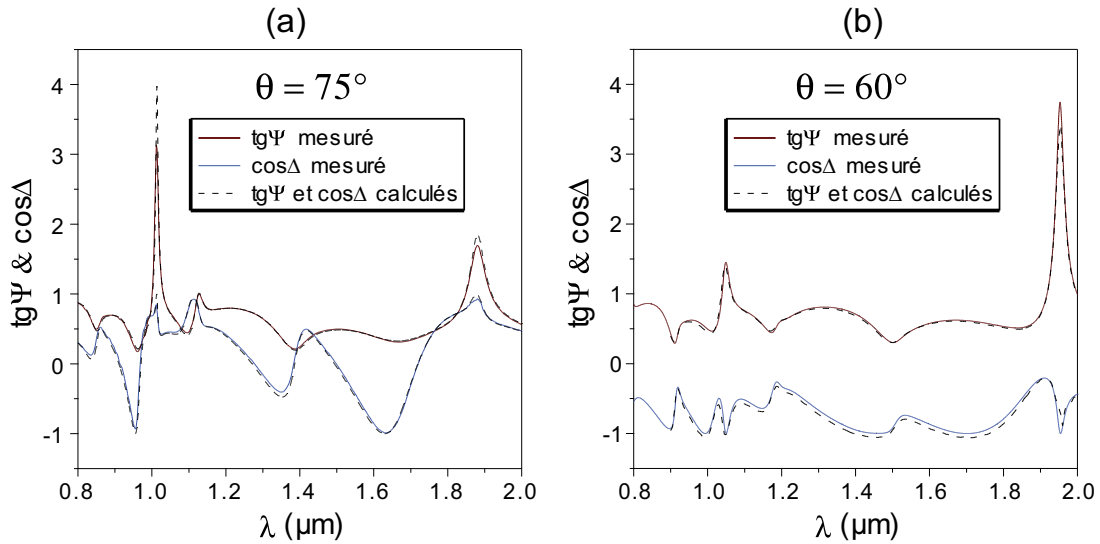 (a)
(b)
θ = 75°
tgΨ mesuré
cosΔ mesuré
tgΨ et cosΔ calculés
tgΨ & cosΔ
4
3
2
1
0
-1
0.8
1.0
1.2
1.4
1.6
1.8
2.0
λ (µm)
θ = 60°
tgΨ mesuré
cosΔ mesuré
tgΨ et cosΔ calculés
tgΨ & cosΔ
4
3
2
1
0
-1
0.8
1.0
1.2
1.4
1.6
1.8
2.0
λ (µm)